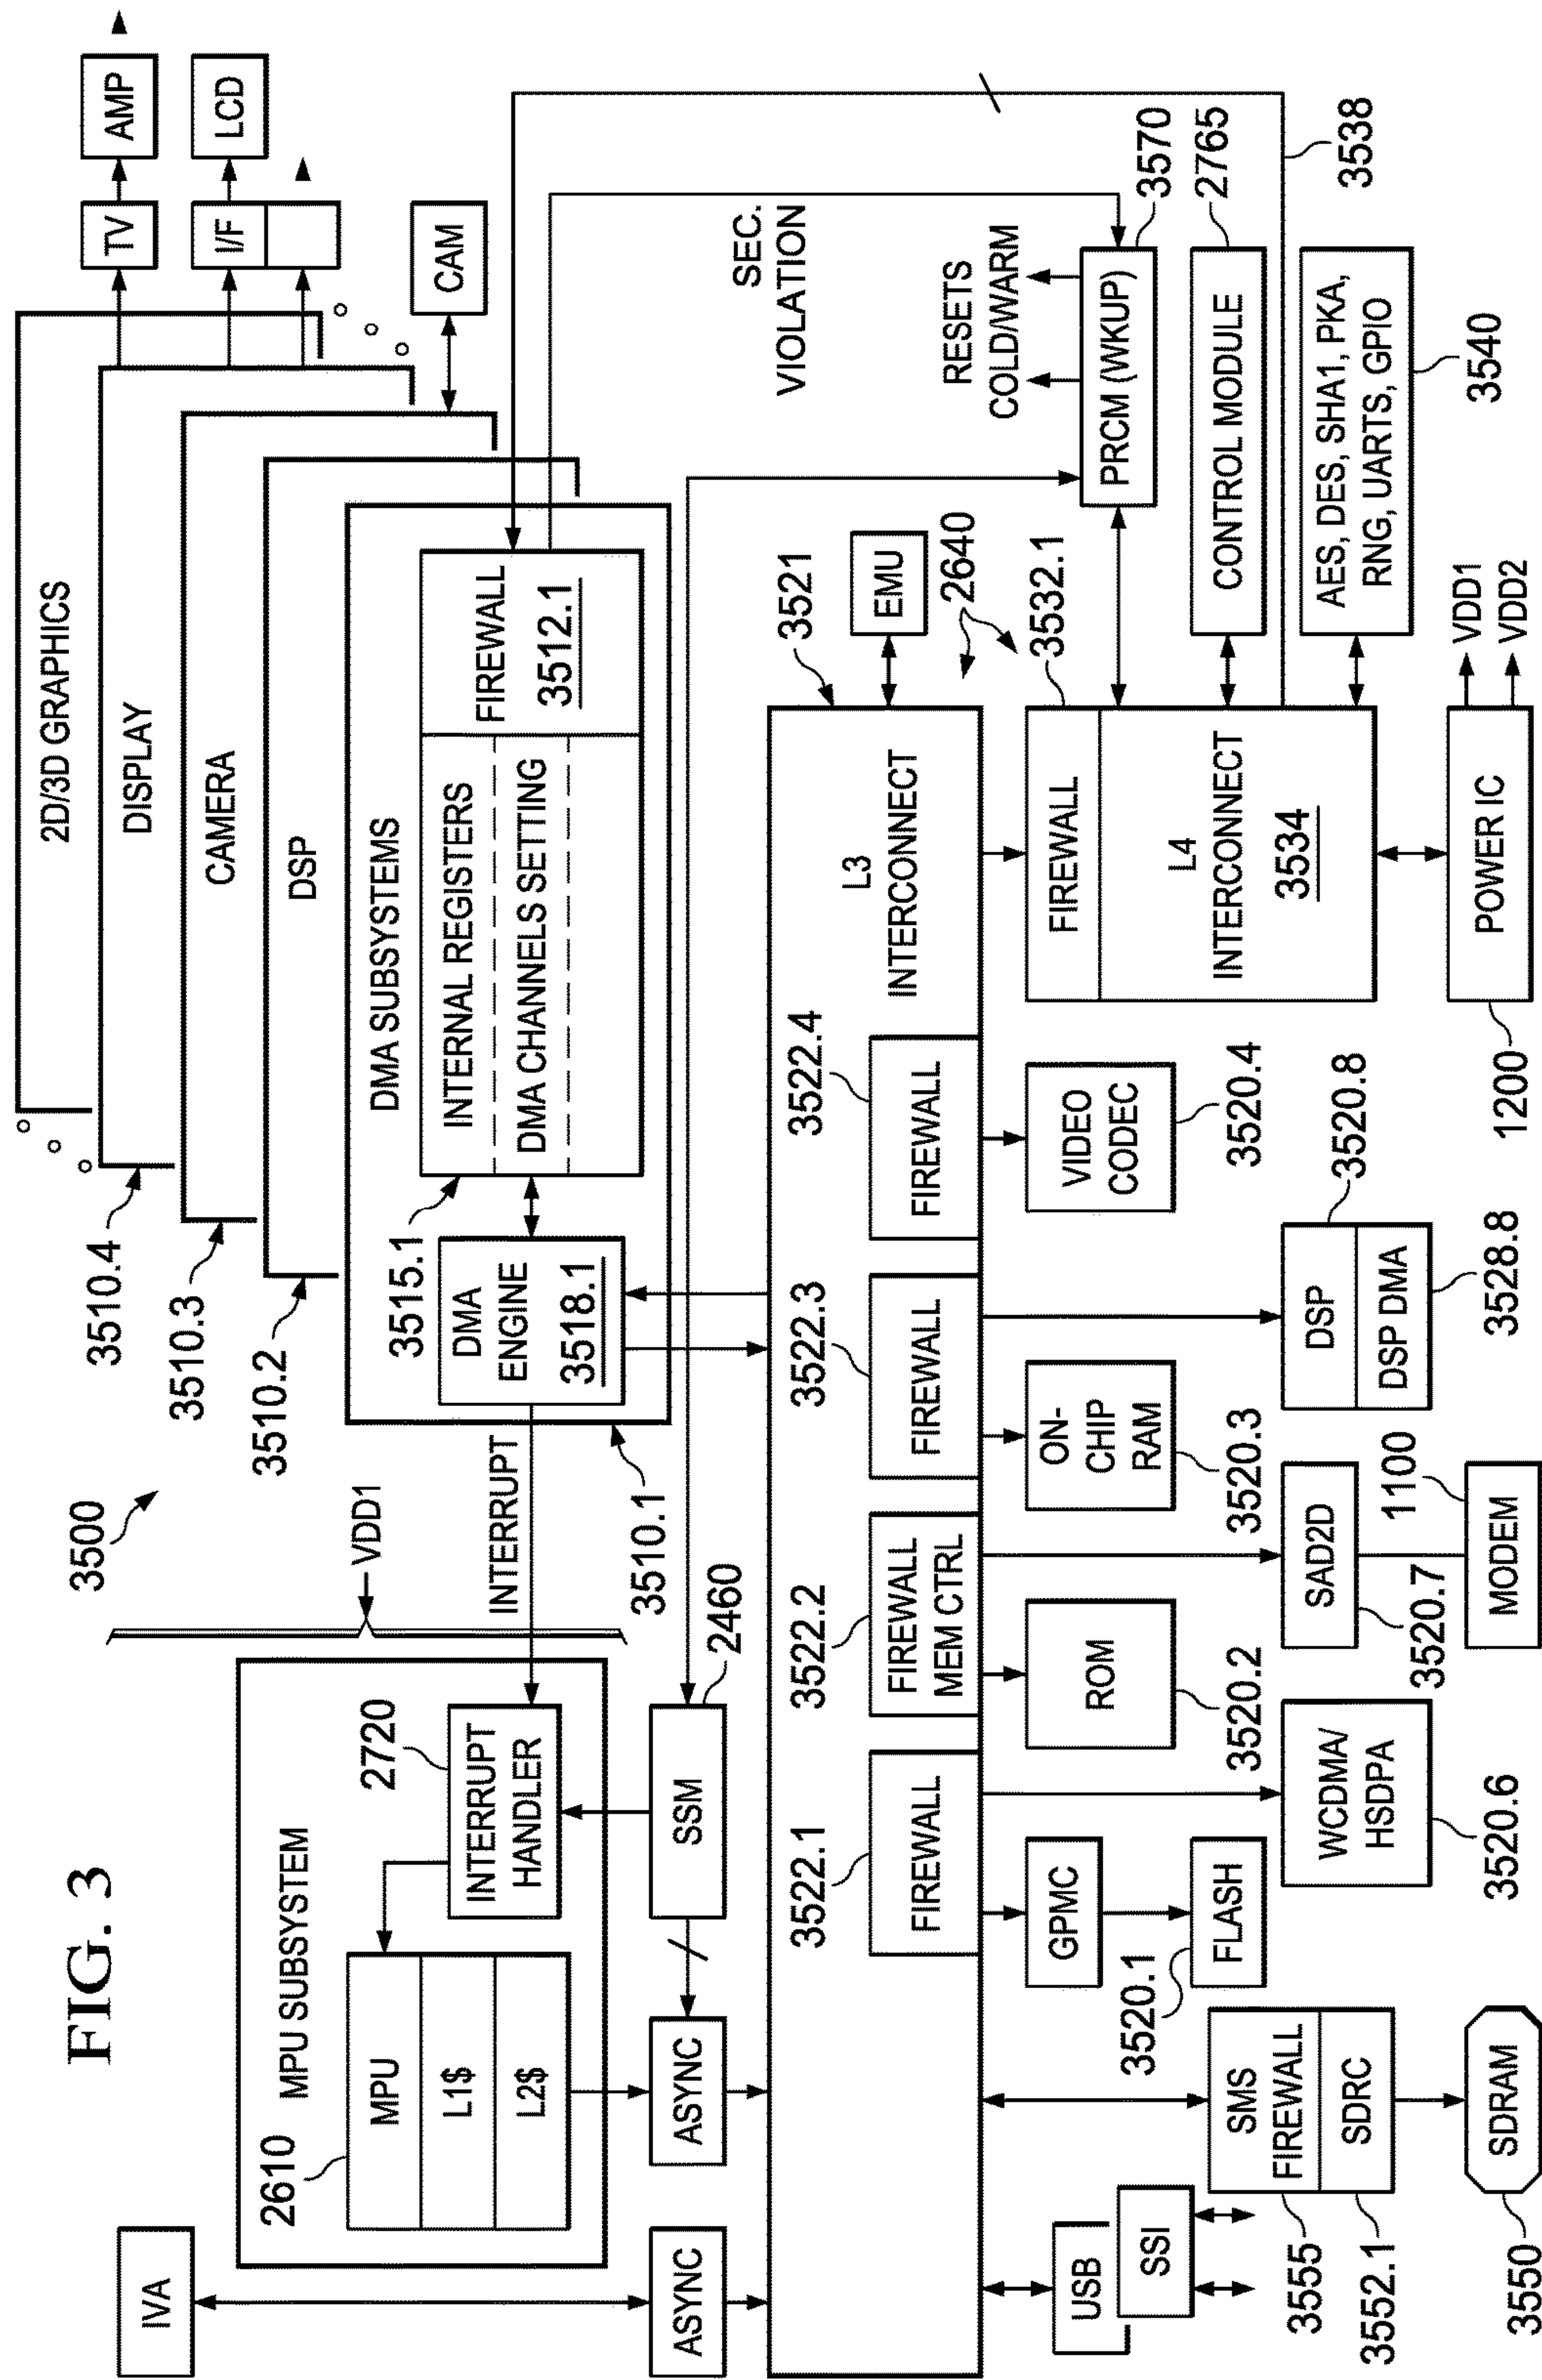 FIG. 3
3500
IVA
MPU SUBSYSTEM
2610
MPU
L1$
L2$
2720
INTERRUPT
HANDLER
VDD1
INTERRUPT
3510.4
3510.3
3510.2
2D/3D GRAPHICS
DISPLAY
CAMERA
DSP
DMA SUBSYSTEMS
3515.1
INTERNAL REGISTERS
DMA CHANNELS SETTING
FIREWALL
3512.1
DMA
ENGINE
3518.1
3510.1
TV
AMP
I/F
LCD
CAM
ASYNC
ASYNC
SSM
2460
SEC.
VIOLATION
RESETS
COLD/WARM
3521
L3
INTERCONNECT
EMU
2640
3522.1
FIREWALL
3522.2
FIREWALL
MEM CTRL
3522.3
FIREWALL
3522.4
FIREWALL
USB
SSI
3555
SMS
FIREWALL
SDRC
3552.1
SDRAM
3550
GPMC
3520.1
FLASH
WCDMA/
HSDPA
3520.6
ROM
3520.2
SAD2D
3520.7
MODEM
1100
ON-
CHIP
RAM
3520.3
DSP
DSP DMA
3520.8
3528.8
VIDEO
CODEC
3520.4
3532.1
FIREWALL
L4
INTERCONNECT
3534
PRCM (WKUP)
3570
CONTROL MODULE
2765
AES, DES, SHA1, PKA,
RNG, UARTS, GPIO
3540
3538
POWER IC
1200
VDD1
VDD2